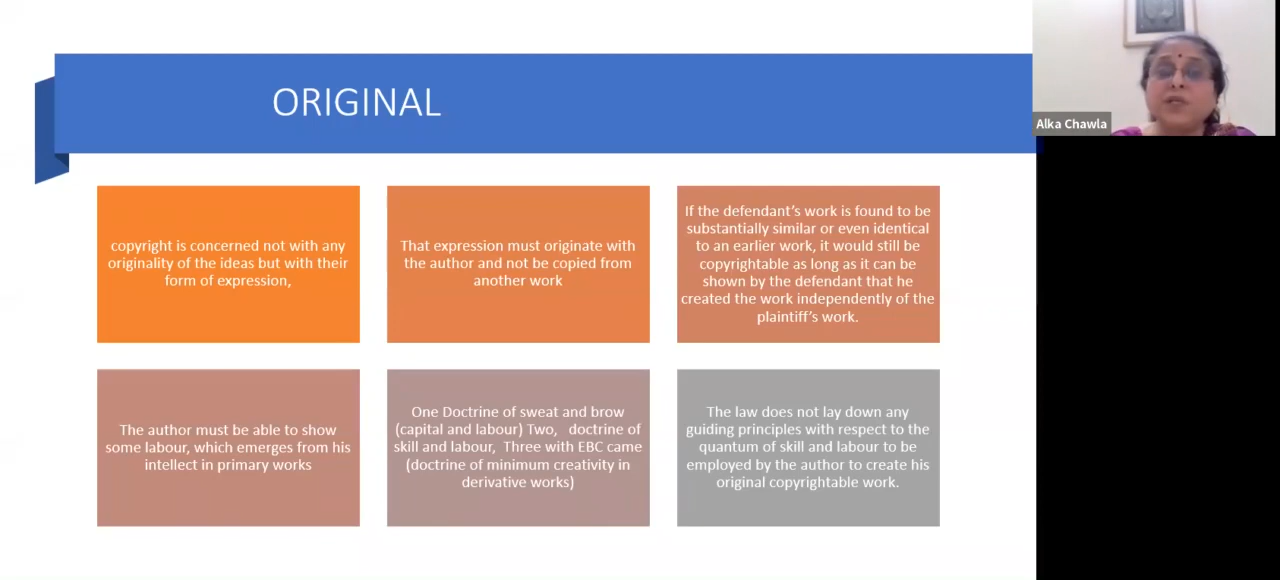 ORIGINAL
Alka Chawla
copyright is concerned not with any
originality of the ideas but with their
form of expression,
That expression must originate with
the author and not be copied from
another work
If the defendant's work is found to be
substantially similar or even identical
to an earlier work, it would still be
copyrightable as long as it can be
shown by the defendant that he
created the work independently of the
plaintiff's work.
The author must be able to show
some labour, which emerges from his
intellect in primary works
One Doctrine of sweat and brow
(capital and labour) Two, doctrine of
skill and labour, Three with EBC came
(doctrine of minimum creativity in
derivative works)
The law does not lay down any
guiding principles with respect to the
quantum of skill and labour to be
employed by the author to create his
original copyrightable work.